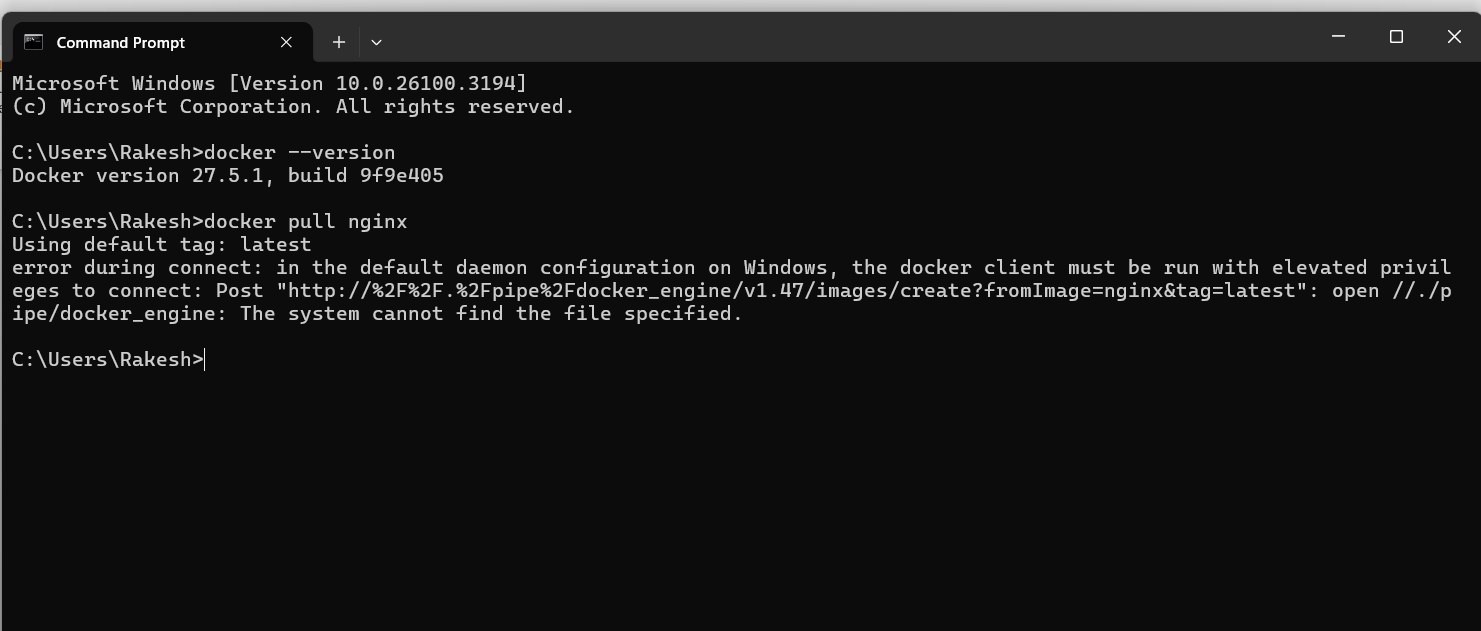 Command Prompt
Microsoft Windows [Version 10.0.26100.3194]
(c) Microsoft Corporation. All rights reserved.
C:\Users\Rakesh>docker --version
Docker version 27.5.1, build 9f9e405
C:\Users\Rakesh>docker pull nginx
Using default tag: latest
error during connect: in the default daemon configuration on Windows, the docker client must be run with elevated privil
eges to connect: Post "http://%2F%2F.%2Fpipe%2Fdocker_engine/v1.47/images/create?fromImage=nginx&tag=latest": open //./p
ipe/docker_engine: The system cannot find the file specified.
C:\Users\Rakesh>